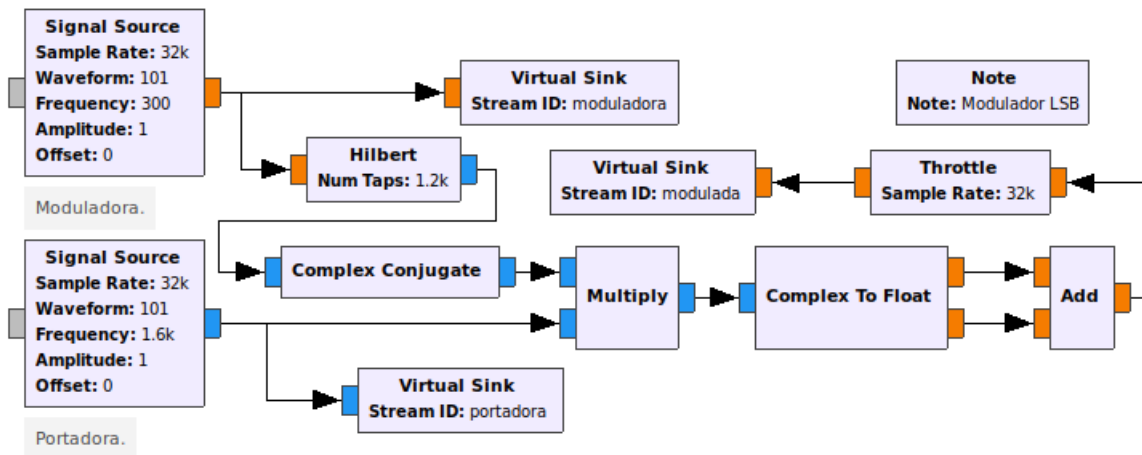 Signal Source
Sample Rate: 32k
Waveform: 101
Frequency: 300
Amplitude: 1
Offset: 0
Moduladora.
Virtual Sink
Stream ID: moduladora
Note
Note: Modulador LSB
Hilbert
Num Taps: 1.2k
Virtual Sink
Stream ID: modulada
Throttle
Sample Rate: 32k
Signal Source
Sample Rate: 32k
Waveform: 101
Frequency: 1.6k
Amplitude: 1
Offset: 0
Portadora.
Complex Conjugate
Multiply
Complex To Float
Add
Virtual Sink
Stream ID: portadora